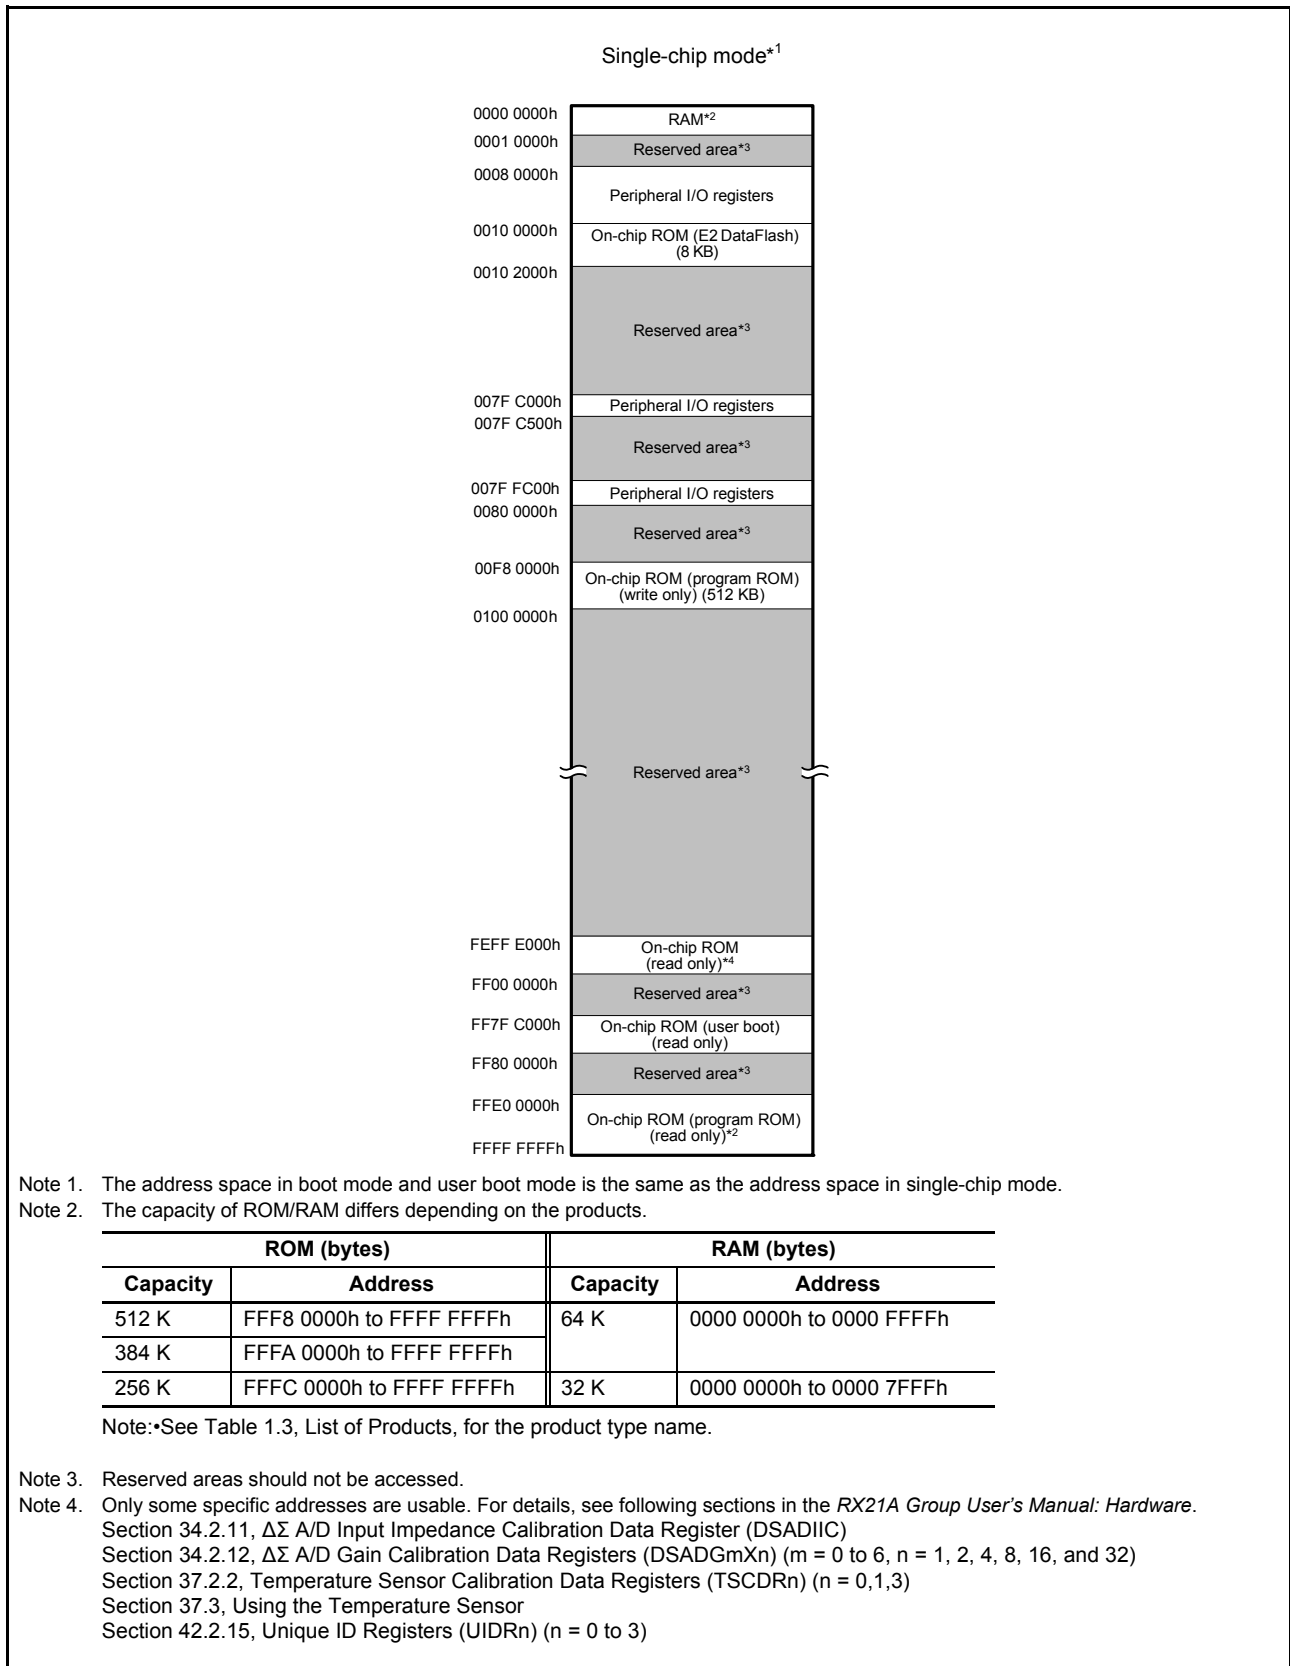 Single-chip mode*1
0000 0000h
RAM*2
0001 0000h
Reserved area*3
0008 0000h
Peripheral I/O registers
0010 0000h
On-chip ROM (E2 DataFlash)
(8 KB)
0010 2000h
Reserved area*3
007F C000h
Peripheral I/O registers
007F C500h
Reserved area*3
007F FC00h
Peripheral I/O registers
0080 0000h
Reserved area*3
00F8 0000h
On-chip ROM (program ROM)
(write only) (512 KB)
0100 0000h
Reserved area*3
FEFF E000h
On-chip ROM
(read only)*4
FF00 0000h
Reserved area*3
FF7F C000h
On-chip ROM (user boot)
(read only)
FF80 0000h
Reserved area*3
FFE0 0000h
On-chip ROM (program ROM)
(read only)*2
FFFF FFFFh
Note 1. The address space in boot mode and user boot mode is the same as the address space in single-chip mode.
Note 2. The capacity of ROM/RAM differs depending on the products.
ROM (bytes) RAM (bytes)
Capacity Address Capacity Address
512 K FFF8 0000h to FFFF FFFFh 64 K 0000 0000h to 0000 FFFFh
384 K FFFA 0000h to FFFF FFFFh
256 K FFFC 0000h to FFFF FFFFh 32 K 0000 0000h to 0000 7FFFh
Note:•See Table 1.3, List of Products, for the product type name.
Note 3. Reserved areas should not be accessed.
Note 4. Only some specific addresses are usable. For details, see following sections in the RX21A Group User's Manual: Hardware.
Section 34.2.11, ΔΣ A/D Input Impedance Calibration Data Register (DSADIIC)
Section 34.2.12, ΔΣ A/D Gain Calibration Data Registers (DSADGmXn) (m = 0 to 6, n = 1, 2, 4, 8, 16, and 32)
Section 37.2.2, Temperature Sensor Calibration Data Registers (TSCDRn) (n = 0,1,3)
Section 37.3, Using the Temperature Sensor
Section 42.2.15, Unique ID Registers (UIDRn) (n = 0 to 3)